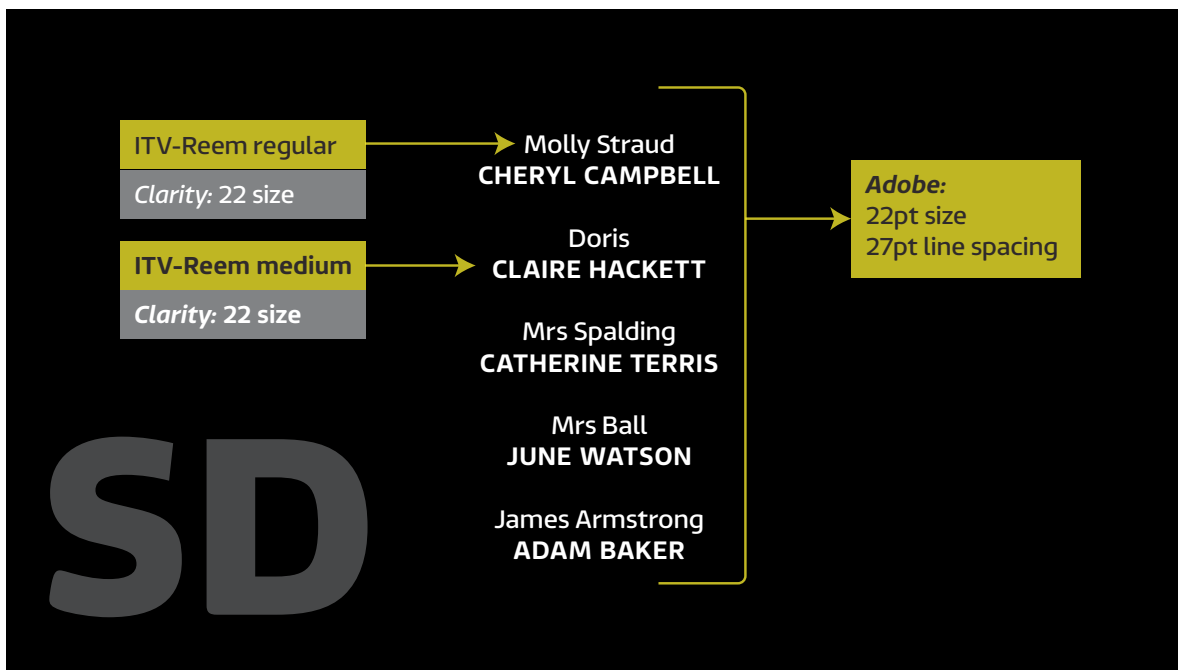 ITV-Reem regular
Clarity: 22 size
ITV-Reem medium
Clarity: 22 size
Molly Straud
CHERYL CAMPBELL
Doris
CLAIRE HACKETT
Mrs Spalding
CATHERINE TERRIS
Mrs Ball
JUNE WATSON
James Armstrong
ADAM BAKER
Adobe:
22pt size
27pt line spacing
SD